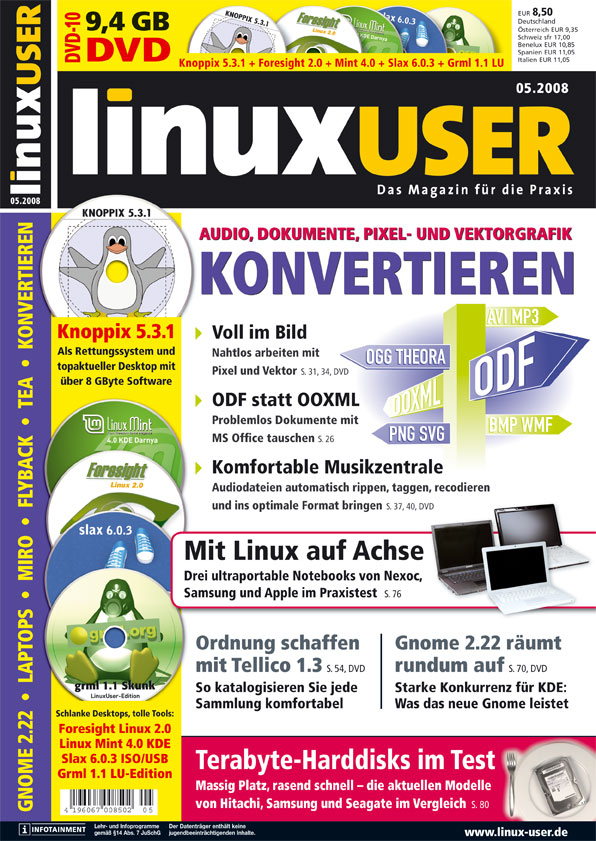 linuxUSER
05.2008
GNOME 2.22 • LAPTOPS • MIRO • FLYBACK • TEA • KONVERTIEREN
DVD-10
9,4 GB
DVD
Foresight
Linux 2.0
Linux Mint
4.0 KDE Darnya
slax 6.0.3
Knoppix 5.3.1 + Foresight 2.0 + Mint 4.0 + Slax 6.0.3 + Grml 1.1 LU
EUR 8,50
Deutschland
Österreich EUR 9,35
Schweiz sfr 17,00
Benelux EUR 10,85
Spanien EUR 11,05
Italien EUR 11,05
05.2008
linuxUSER
Das Magazin für die Praxis
KNOPPIX 5.3.1
Knoppix 5.3.1
Als Rettungssystem und
topaktueller Desktop mit
über 8 GByte Software
Linux Mint
4.0 KDE Darnya
Foresight
Linux 2.0
slax 6.0.3
.org
grml 1.1 Skunk
LinuxUser-Edition
Schlanke Desktops, tolle Tools:
Foresight Linux 2.0
Linux Mint 4.0 KDE
Slax 6.0.3 ISO/USB
Grml 1.1 LU-Edition
4 196067 008502 05
AUDIO, DOKUMENTE, PIXEL- UND VEKTORGRAFIK
KONVERTIEREN
Voll im Bild
Nahtlos arbeiten mit
Pixel und Vektor S. 31, 34, DVD
ODF statt OOXML
Problemlos Dokumente mit
MS Office tauschen S. 26
Komfortable Musikzentrale
Audiodateien automatisch rippen, taggen, recodieren
und ins optimale Format bringen S. 37, 40, DVD
AVI MP3
OGG THEORA
ODF
OOXML
PNG SVG
BMP WMF
Mit Linux auf Achse
Drei ultraportable Notebooks von Nexoc,
Samsung und Apple im Praxistest S. 76
Ordnung schaffen
mit Tellico 1.3 S. 54, DVD
So katalogisieren Sie jede
Sammlung komfortabel
Gnome 2.22 räumt
rundum auf S. 70, DVD
Starke Konkurrenz für KDE:
Was das neue Gnome leistet
Terabyte-Harddisks im Test
Massig Platz, rasend schnell – die aktuellen Modelle
von Hitachi, Samsung und Seagate im Vergleich S. 80
i INFOTAINMENT
Lehr- und Infoprogramme
gemäß §14 Abs. 7 JuSchG
Der Datenträger enthält keine
jugendbeeinträchtigenden Inhalte.
www.linux-user.de